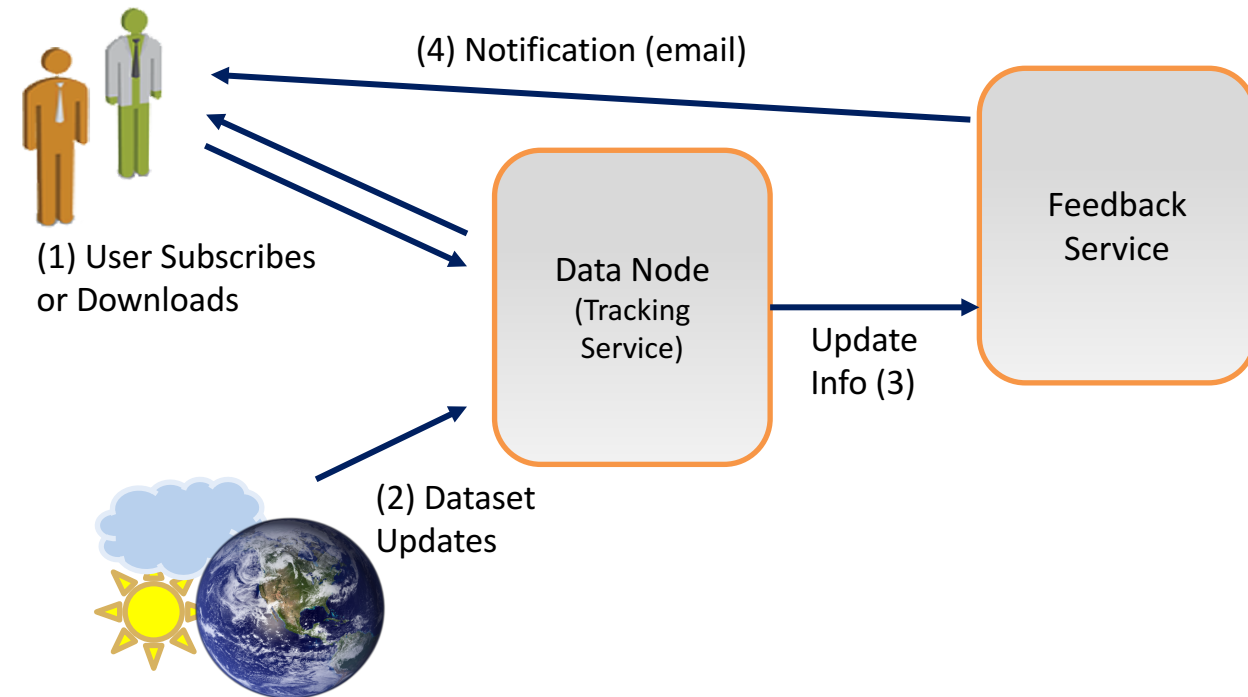 (4) Notification (email)
(1) User Subscribes
or Downloads
Data Node
(Tracking
Service)
Feedback
Service
Update
Info (3)
(2) Dataset
Updates